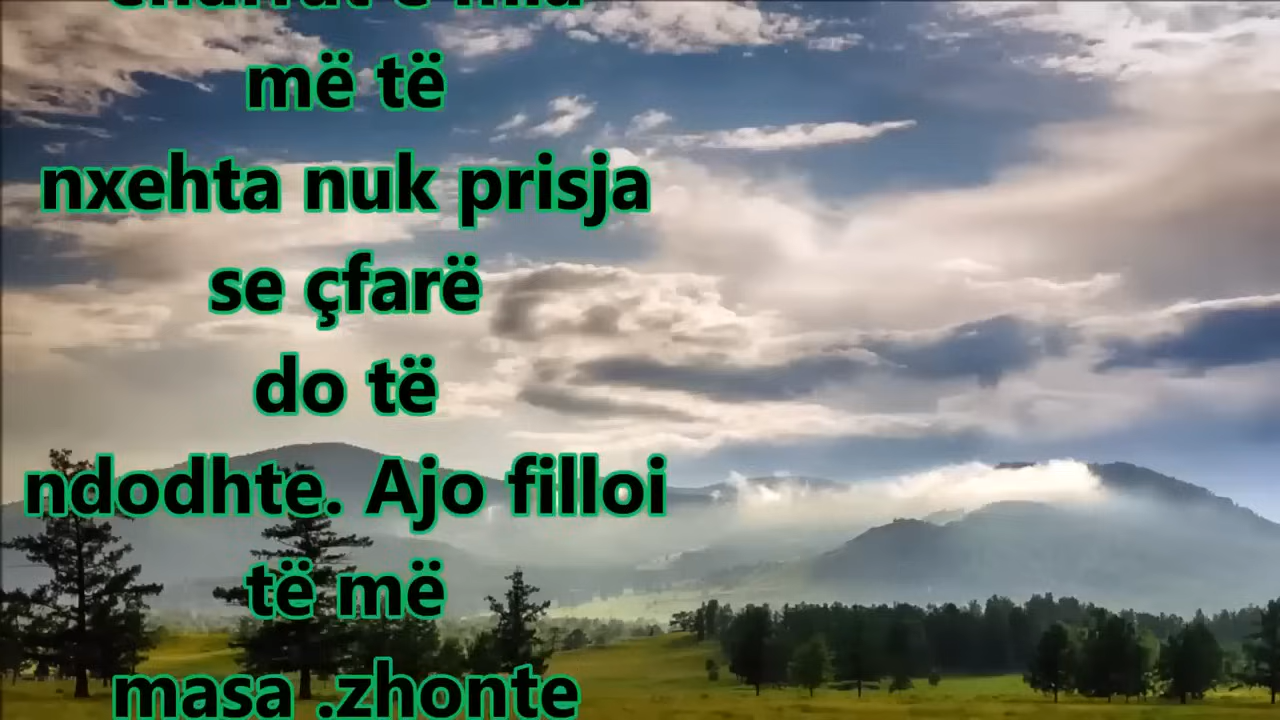 më të
nxehta nuk prisja
se çfarë
do të
ndodhte. Ajo filloi
të më
masa .zhonte